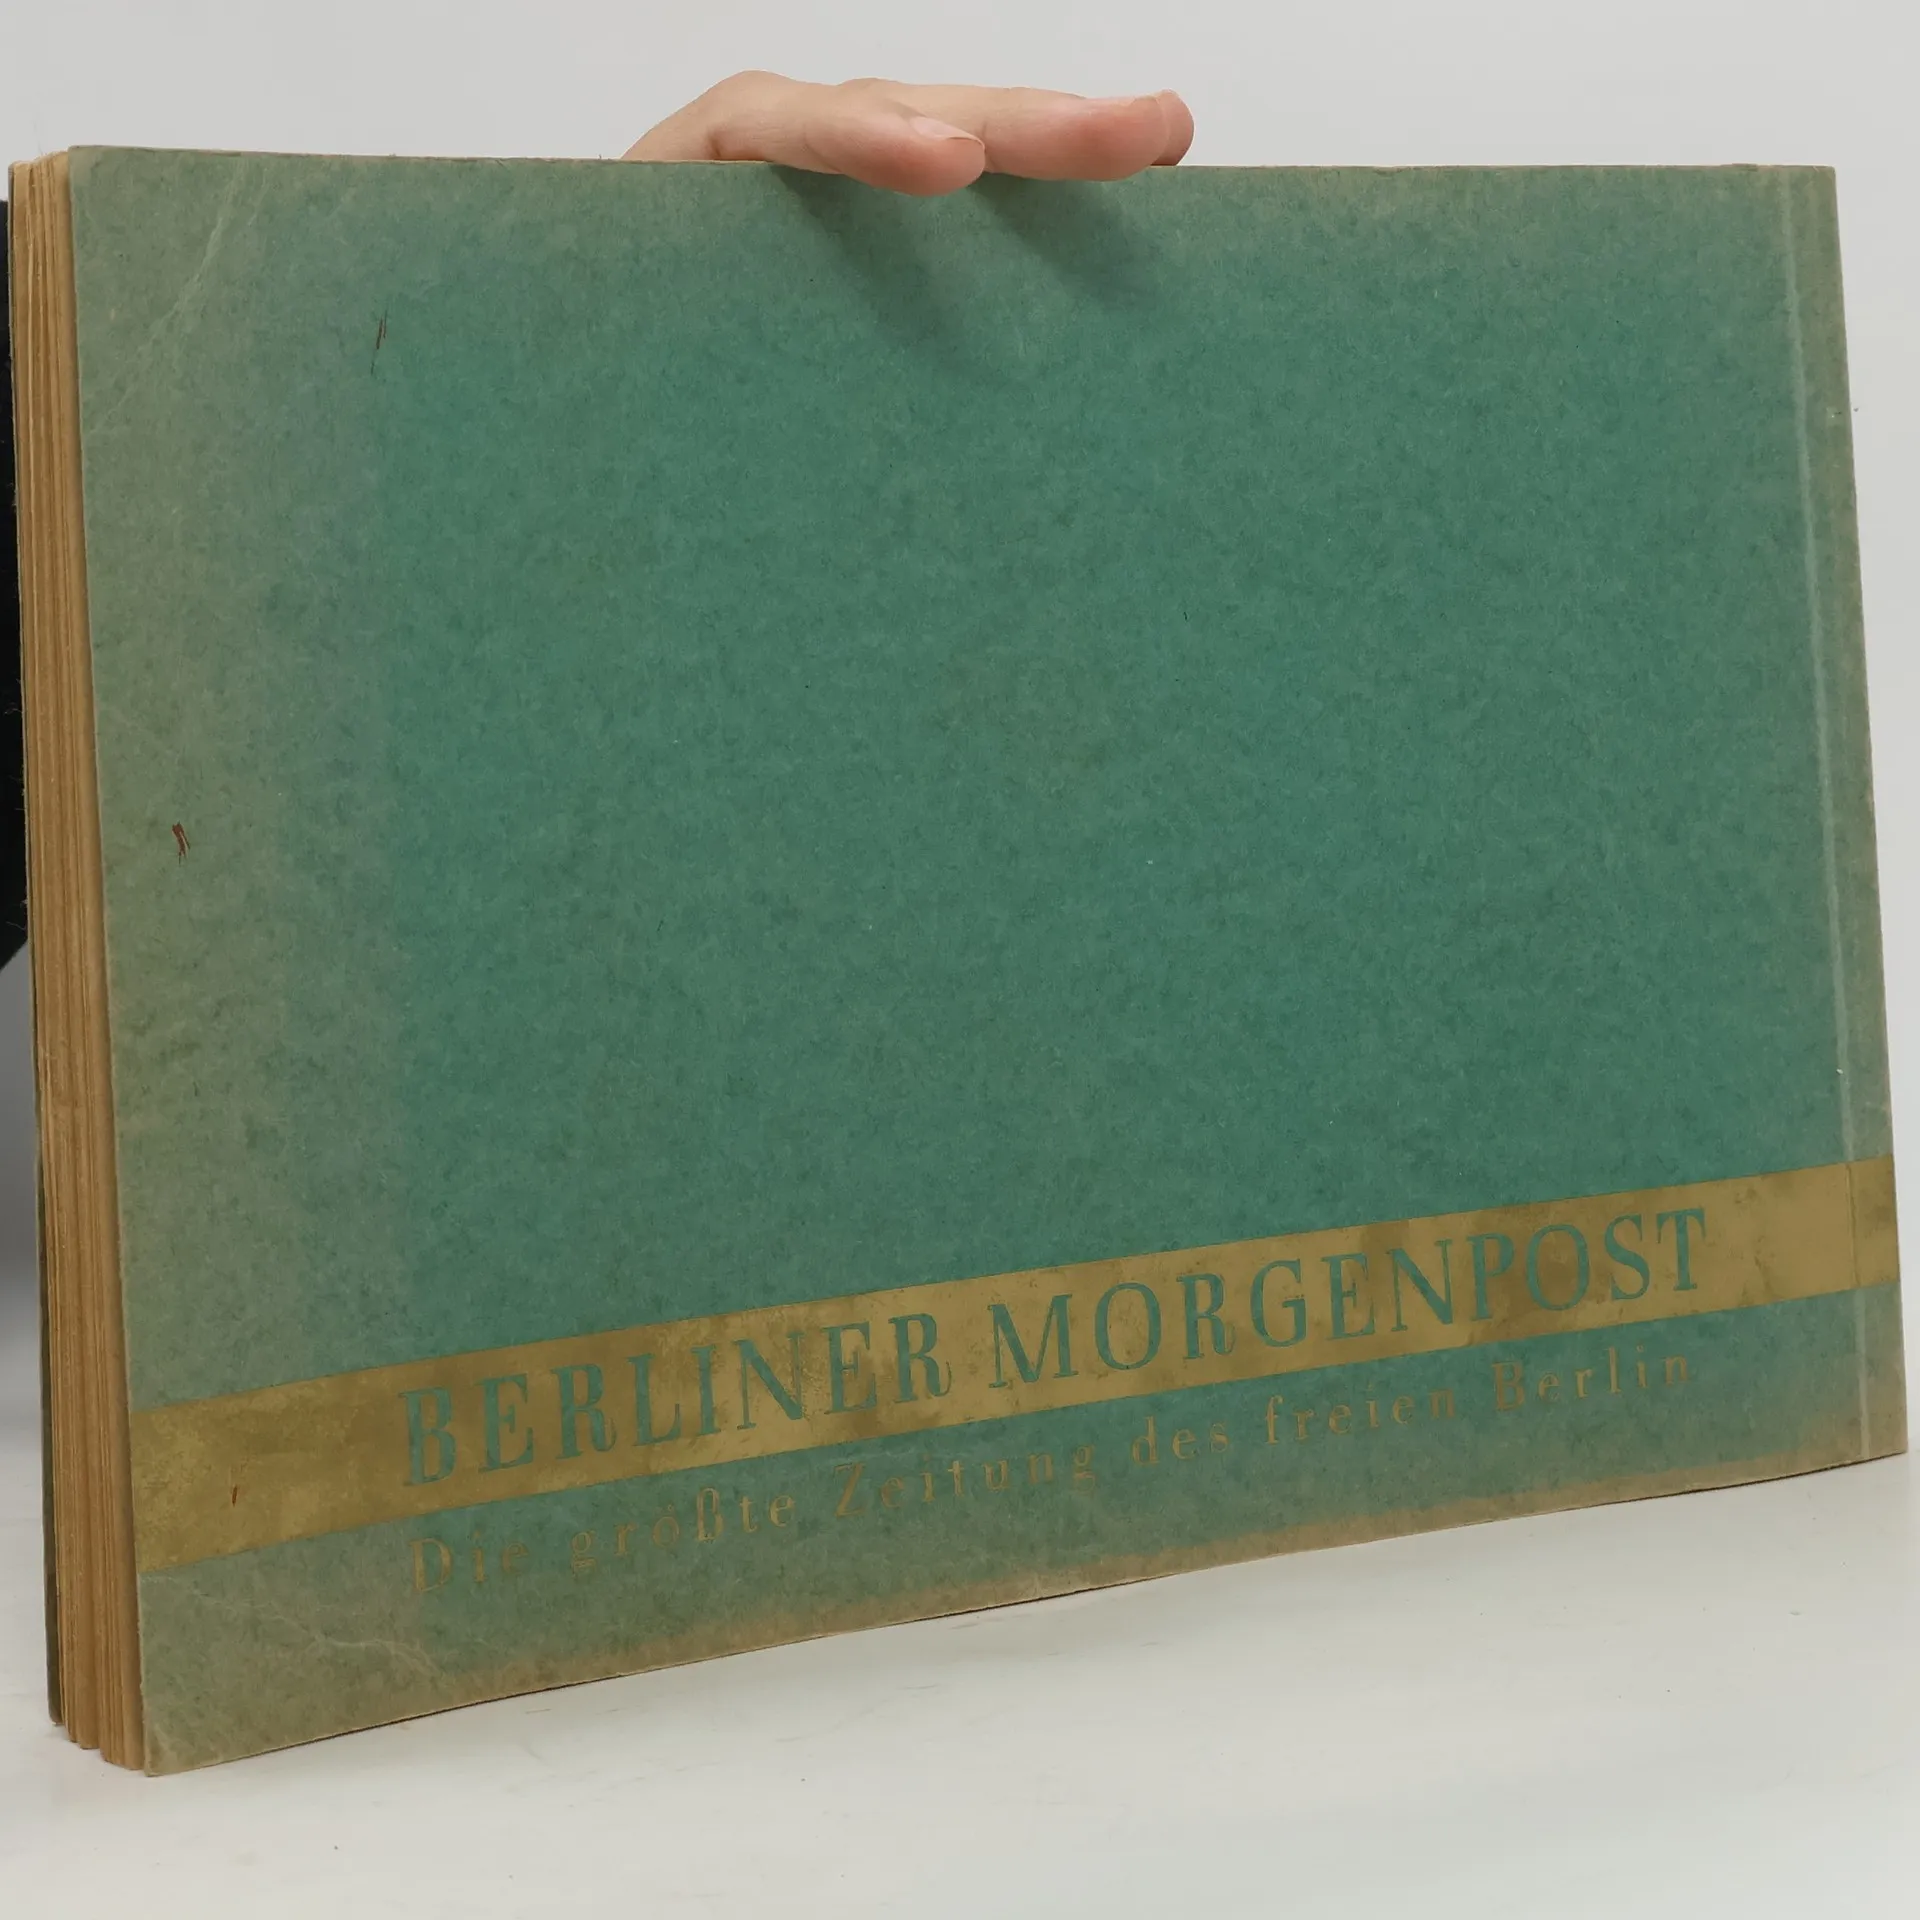 BERLINER MORGENPOST
Die größte Zeitung des freien Berlin